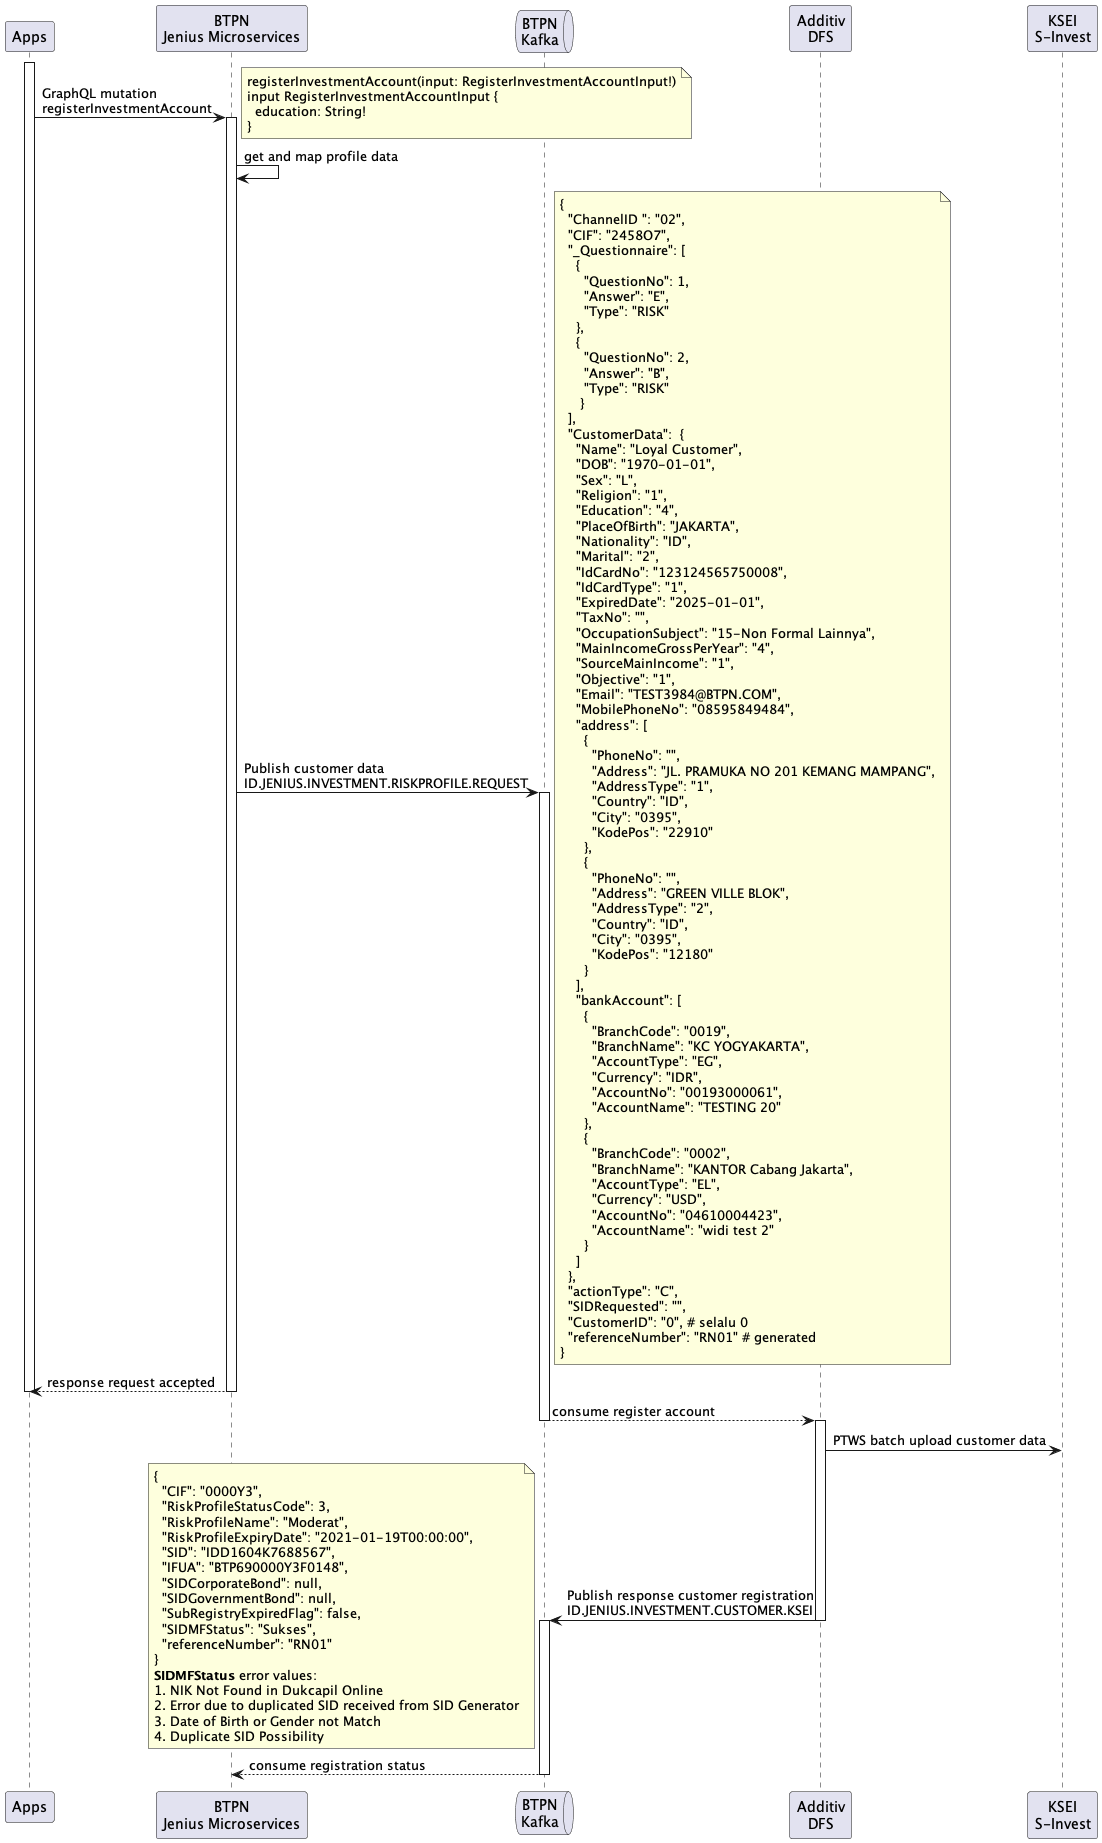 Apps
BTPN
Jenius Microservices
BTPN
Kafka
Additiv
DFS
KSEI
S-Invest
GraphQL mutation
registerInvestmentAccount
registerInvestmentAccount(input: RegisterInvestmentAccountInput!)
input RegisterInvestmentAccountInput {
  education: String!
}
get and map profile data
{
  "ChannelID ": "02",
  "CIF": "2458O7",
  "_Questionnaire": [
    {
      "QuestionNo": 1,
      "Answer": "E",
      "Type": "RISK"
    },
    {
      "QuestionNo": 2,
      "Answer": "B",
      "Type": "RISK"
     }
  ],
  "CustomerData":  {
    "Name": "Loyal Customer",
    "DOB": "1970-01-01",
    "Sex": "L",
    "Religion": "1",
    "Education": "4",
    "PlaceOfBirth": "JAKARTA",
    "Nationality": "ID",
    "Marital": "2",
    "IdCardNo": "123124565750008",
    "IdCardType": "1",
    "ExpiredDate": "2025-01-01",
    "TaxNo": "",
    "OccupationSubject": "15-Non Formal Lainnya",
    "MainIncomeGrossPerYear": "4",
    "SourceMainIncome": "1",
    "Objective": "1",
    "Email": "TEST3984@BTPN.COM",
    "MobilePhoneNo": "08595849484",
    "address": [
      {
        "PhoneNo": "",
        "Address": "JL. PRAMUKA NO 201 KEMANG MAMPANG",
        "AddressType": "1",
        "Country": "ID",
        "City": "0395",
        "KodePos": "22910"
      },
      {
        "PhoneNo": "",
        "Address": "GREEN VILLE BLOK",
        "AddressType": "2",
        "Country": "ID",
        "City": "0395",
        "KodePos": "12180"
      }
    ],
    "bankAccount": [
      {
        "BranchCode": "0019",
        "BranchName": "KC YOGYAKARTA",
        "AccountType": "EG",
        "Currency": "IDR",
        "AccountNo": "00193000061",
        "AccountName": "TESTING 20"
      },
      {
        "BranchCode": "0002",
        "BranchName": "KANTOR Cabang Jakarta",
        "AccountType": "EL",
        "Currency": "USD",
        "AccountNo": "04610004423",
        "AccountName": "widi test 2"
      }
    ]
  },
  "actionType": "C",
  "SIDRequested": "",
  "CustomerID": "0", # selalu 0
  "referenceNumber": "RN01" # generated
}
Publish customer data
ID.JENIUS.INVESTMENT.RISKPROFILE.REQUEST
response request accepted
consume register account
PTWS batch upload customer data
{
  "CIF": "0000Y3",
  "RiskProfileStatusCode": 3,
  "RiskProfileName": "Moderat",
  "RiskProfileExpiryDate": "2021-01-19T00:00:00",
  "SID": "IDD1604K7688567",
  "IFUA": "BTP690000Y3F0148",
  "SIDCorporateBond": null,
  "SIDGovernmentBond": null,
  "SubRegistryExpiredFlag": false,
  "SIDMFStatus": "Sukses",
  "referenceNumber": "RN01"
}
SIDMFStatus error values:
1. NIK Not Found in Dukcapil Online
2. Error due to duplicated SID received from SID Generator
3. Date of Birth or Gender not Match
4. Duplicate SID Possibility
Publish response customer registration
ID.JENIUS.INVESTMENT.CUSTOMER.KSEI
consume registration status
Apps
BTPN
Jenius Microservices
BTPN
Kafka
Additiv
DFS
KSEI
S-Invest